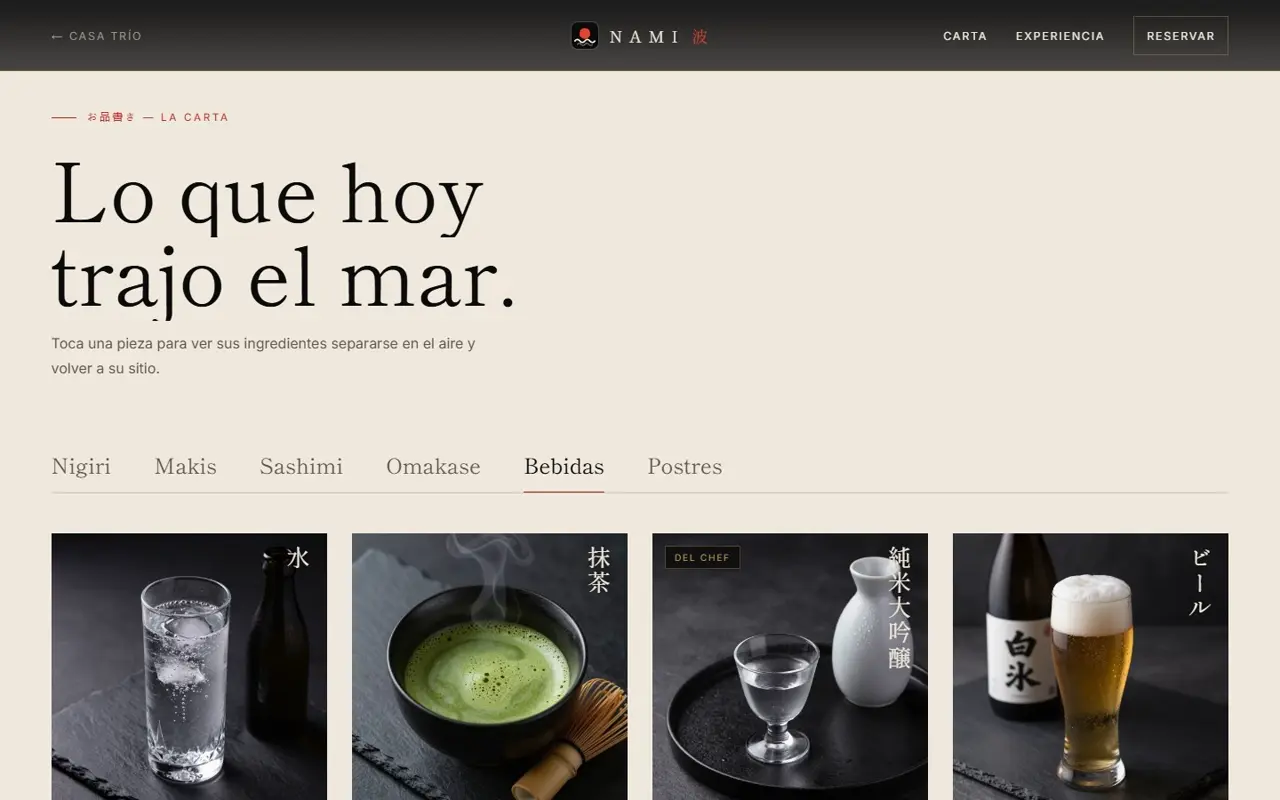 ← CASA TRÍO
NAMI 波
CARTA
EXPERIENCIA
RESERVAR
お品書き — LA CARTA
Lo que hoy
trajo el mar.
Toca una pieza para ver sus ingredientes separarse en el aire y
volver a su sitio.
Nigiri
Makis
Sashimi
Omakase
Bebidas
Postres
水
抹茶
DEL CHEF
純米大吟醸
白氷
ビール